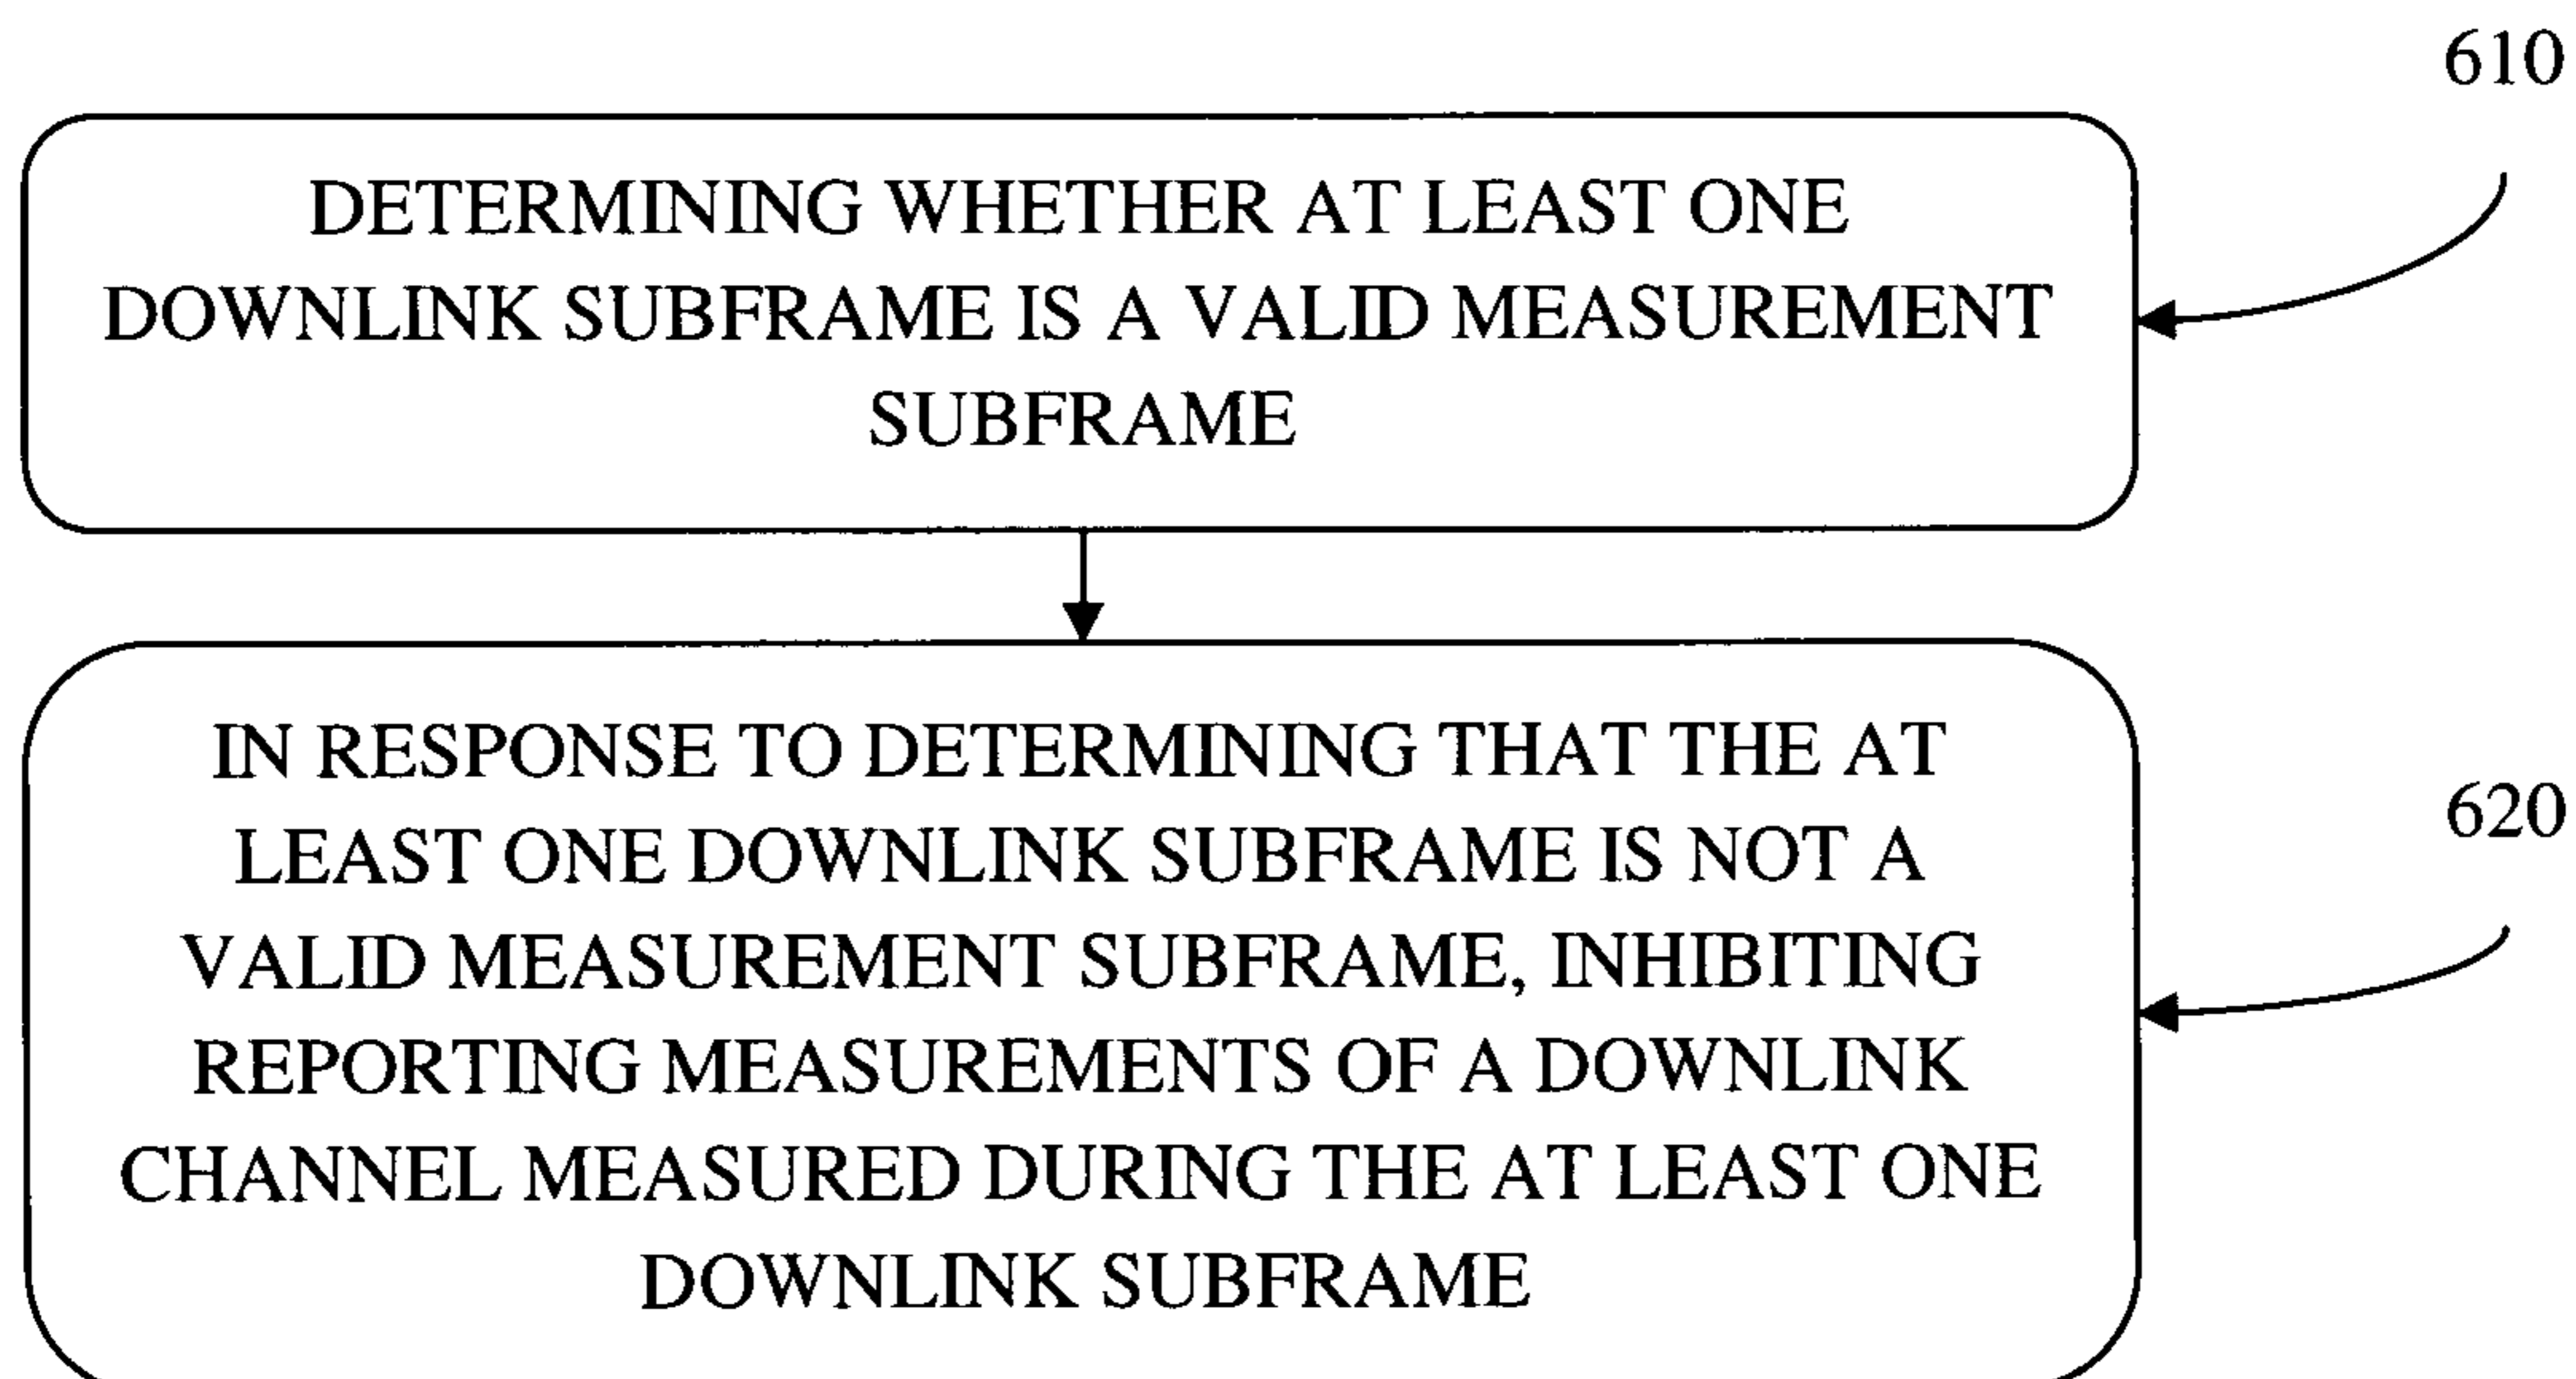 610
DETERMINING WHETHER AT LEAST ONE
DOWNLINK SUBFRAME IS A VALID MEASUREMENT
SUBFRAME
IN RESPONSE TO DETERMINING THAT THE AT
LEAST ONE DOWNLINK SUBFRAME IS NOT A
VALID MEASUREMENT SUBFRAME, INHIBITING
REPORTING MEASUREMENTS OF A DOWNLINK
CHANNEL MEASURED DURING THE AT LEAST ONE
DOWNLINK SUBFRAME
620